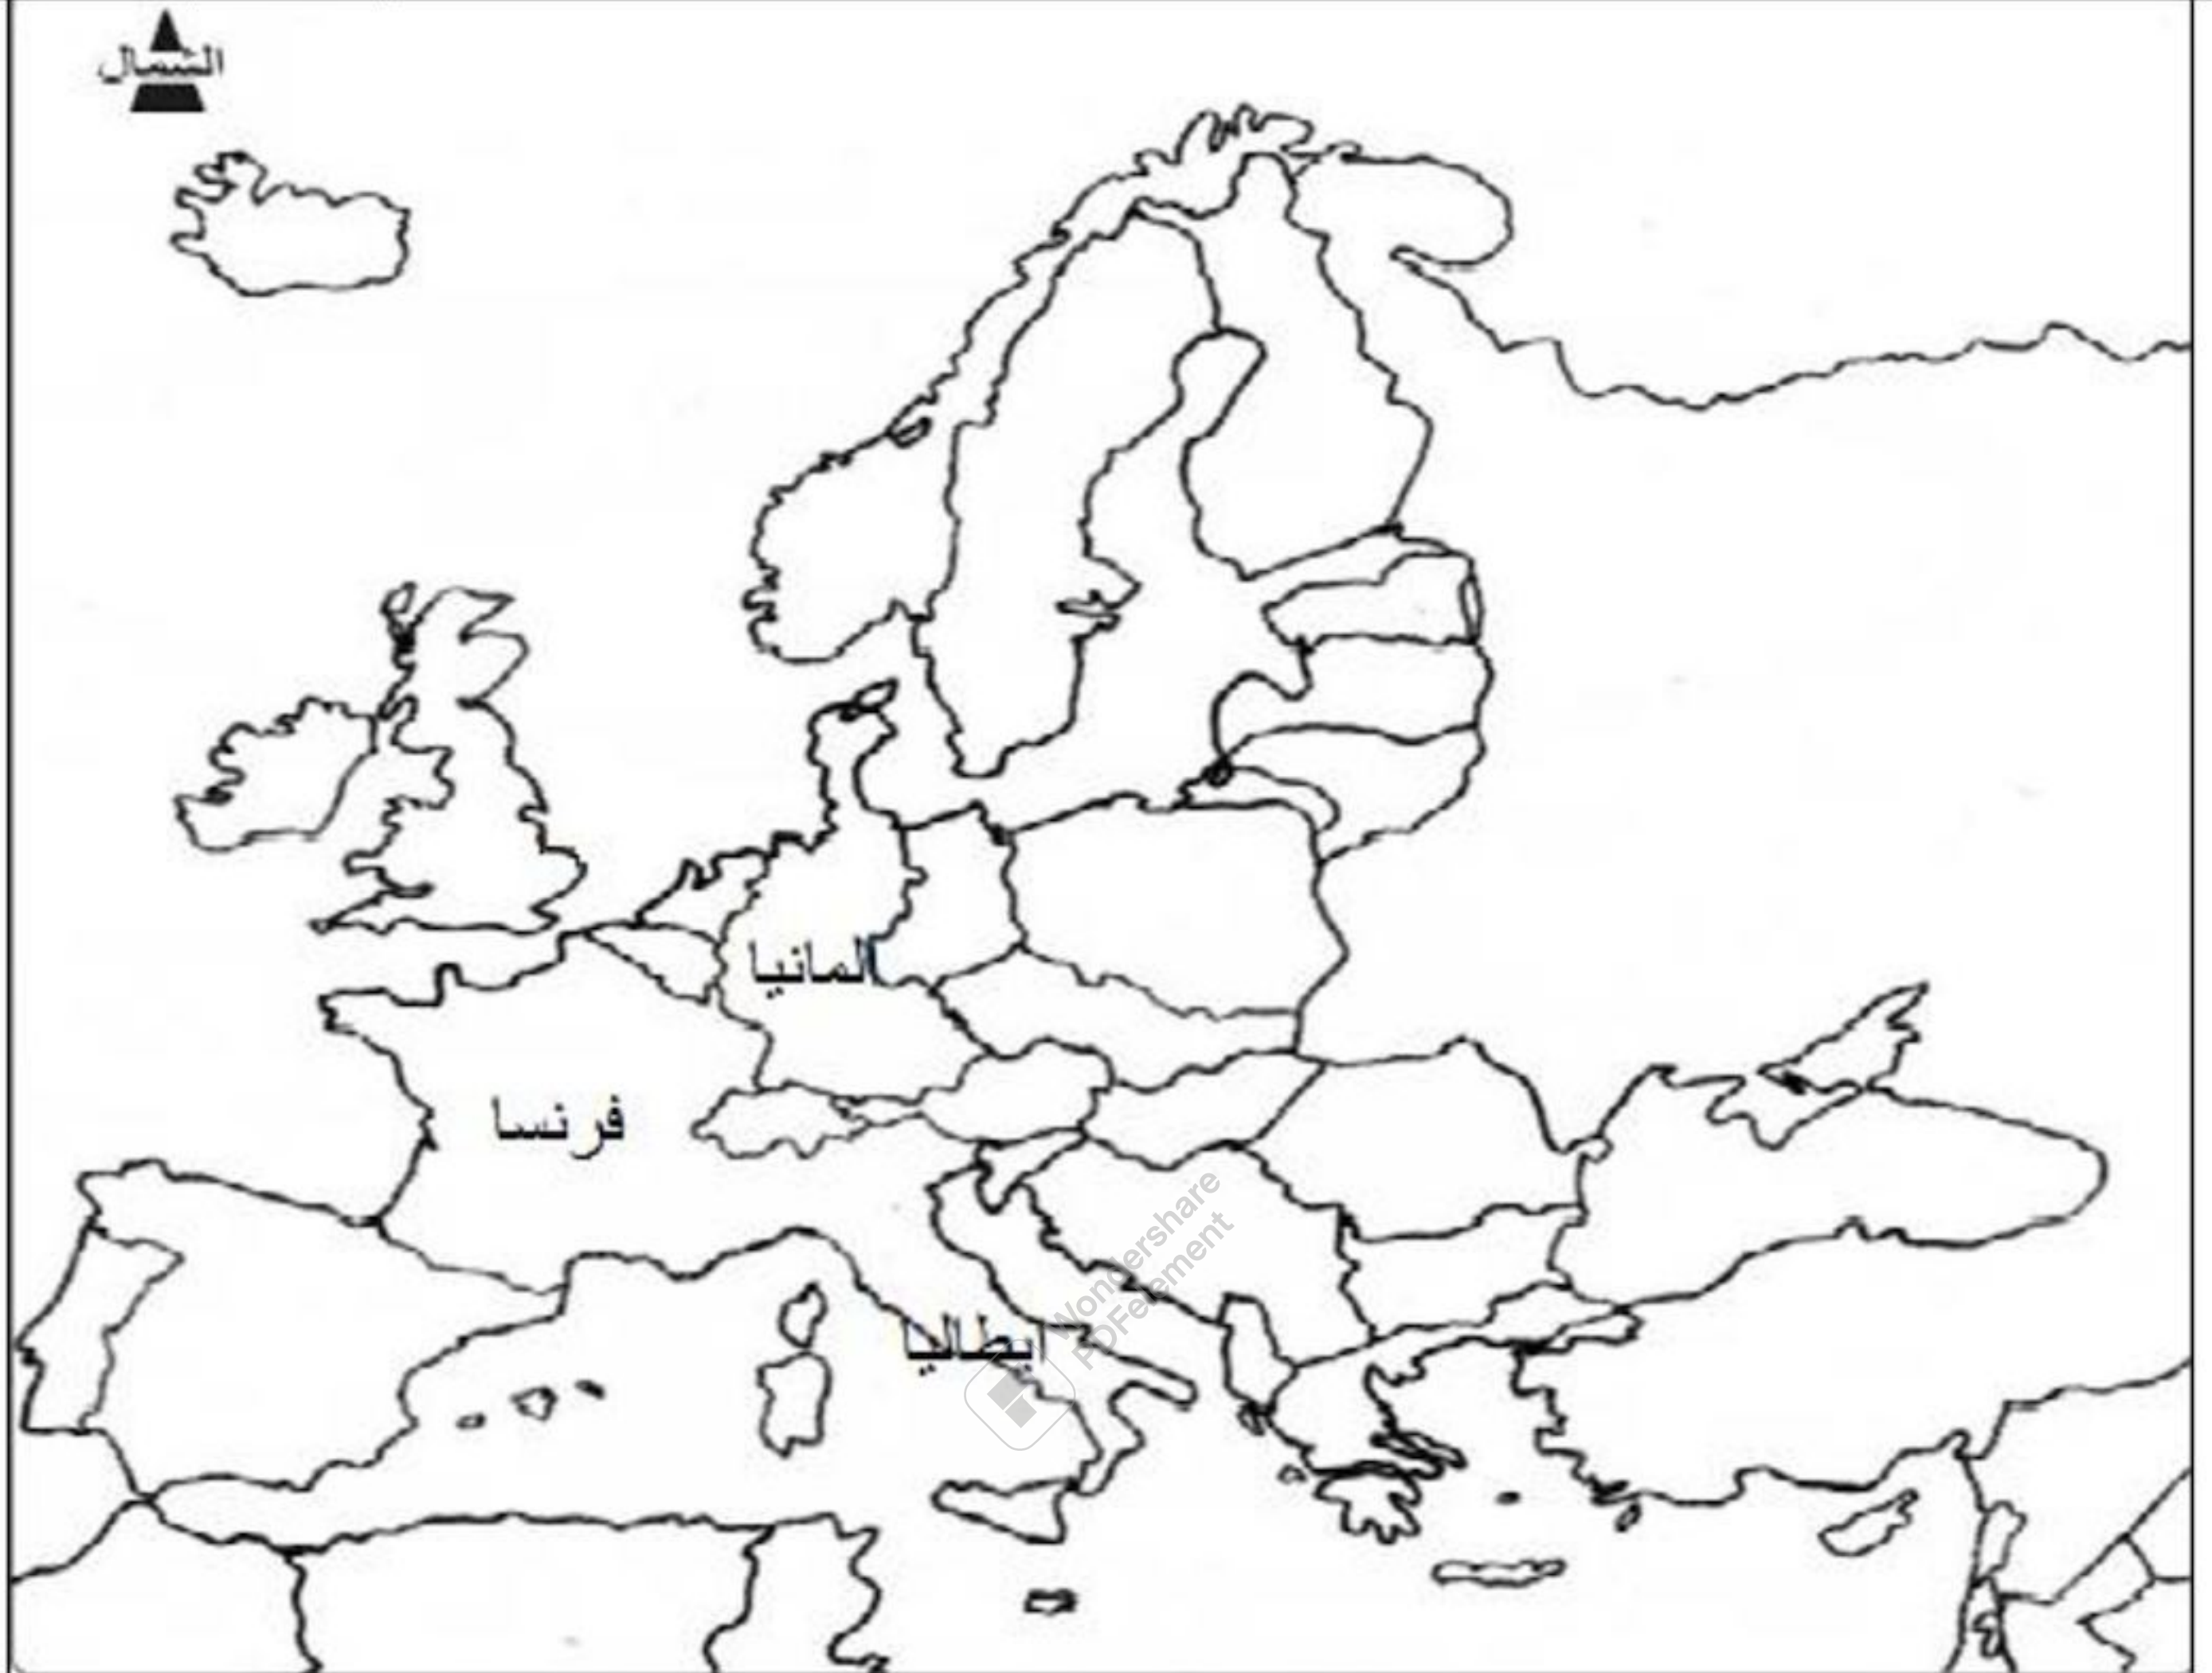 الشمال
المانيا
فرنسا
ايطاليا
Wondershare
PDFelement